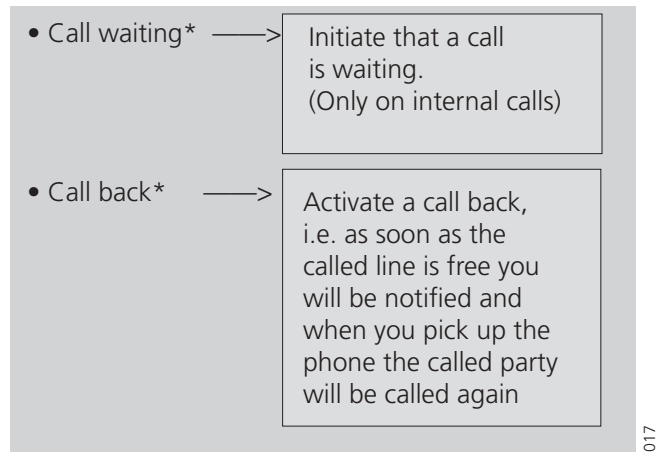 • Call waiting* ——> Initiate that a call
is waiting.
(Only on internal calls)
• Call back* ——> Activate a call back,
i.e. as soon as the
called line is free you
will be notified and
when you pick up the
phone the called party
will be called again
017